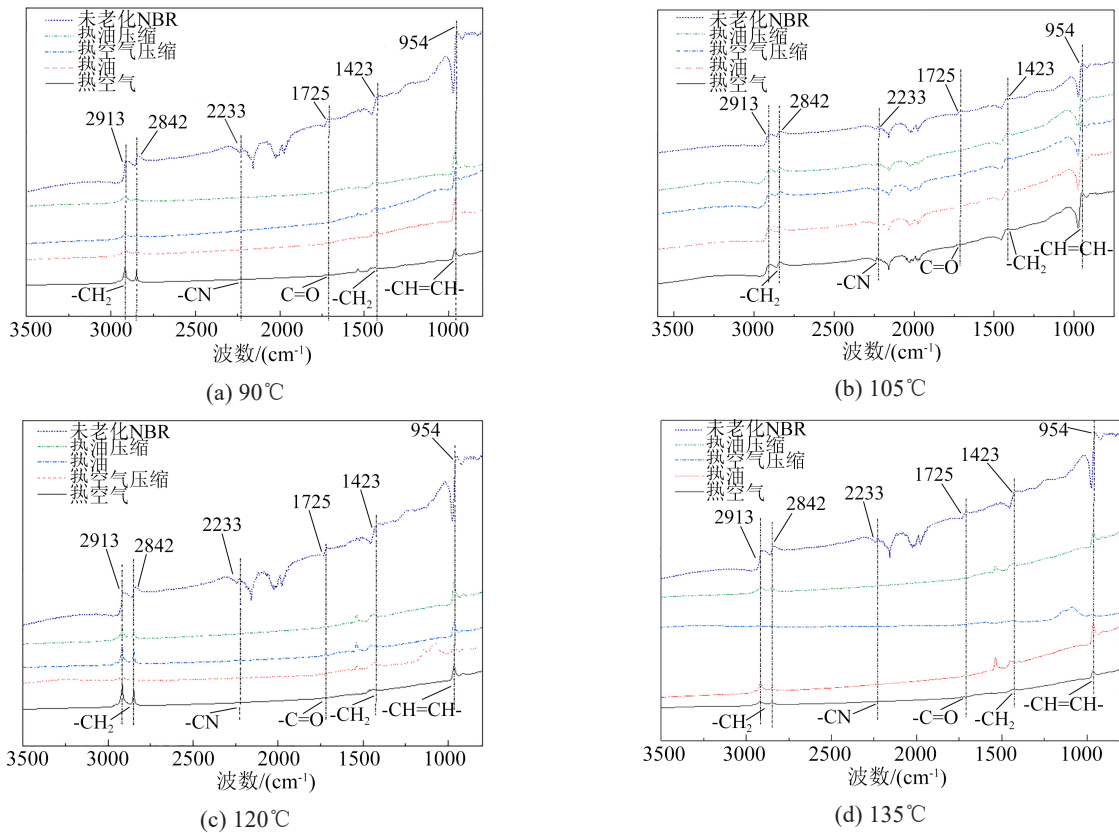 未老化NBR
热油压缩
热空气压缩
热油
热空气
2913
2842
2233
1725
1423
954
-CH₂
-CN
C=O
-CH₂
-CH=CH-
3500 3000 2500 2000 1500 1000
波数/(cm⁻¹)
(a) 90℃
未老化NBR
热油压缩
热空气压缩
热油
热空气
2913
2842
2233
1725
1423
954
-CH₂
-CN
C=O
-CH₂
-CH=CH-
3500 3000 2500 2000 1500 1000
波数/(cm⁻¹)
(b) 105℃
未老化NBR
热油压缩
热油
热空气压缩
热空气
2913
2842
2233
1725
1423
954
-CH₂
-CN
-C=O
-CH₂
-CH=CH-
3500 3000 2500 2000 1500 1000
波数/(cm⁻¹)
(c) 120℃
未老化NBR
热油压缩
热空气压缩
热油
热空气
2913
2842
2233
1725
1423
954
-CH₂
-CN
-C=O
-CH₂
-CH=CH-
3500 3000 2500 2000 1500 1000
波数/(cm⁻¹)
(d) 135℃